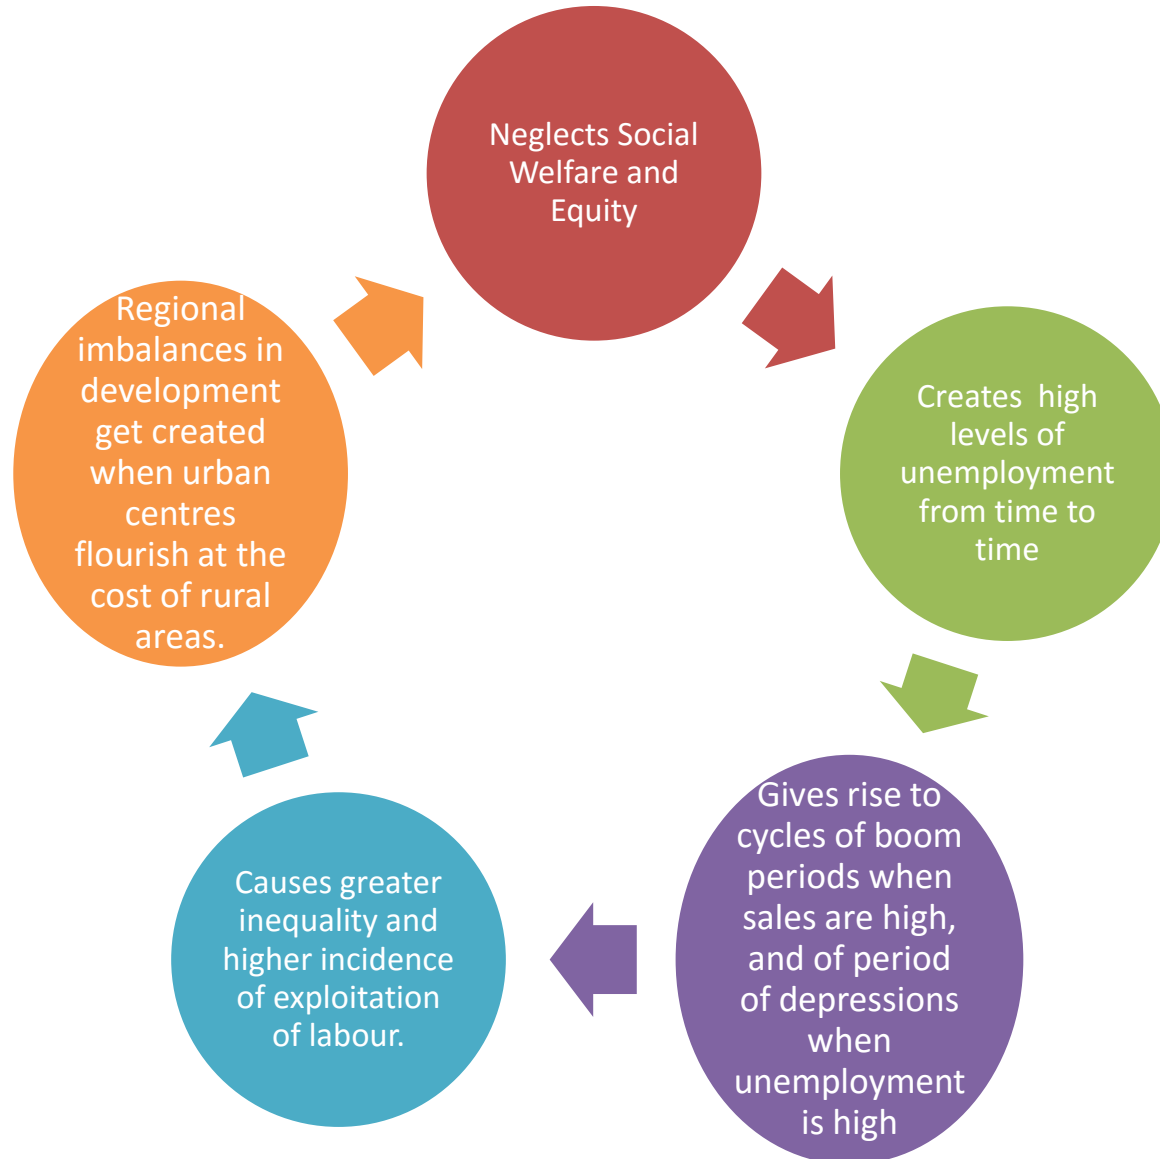 Neglects Social
Welfare and
Equity
Creates  high
levels of
unemployment
from time to
time
Gives rise to
cycles of boom
periods when
sales are high,
and of period
of depressions
when
unemployment
is high
Causes greater
inequality and
higher incidence
of exploitation
of labour.
Regional
imbalances in
development
get created
when urban
centres
flourish at the
cost of rural
areas.